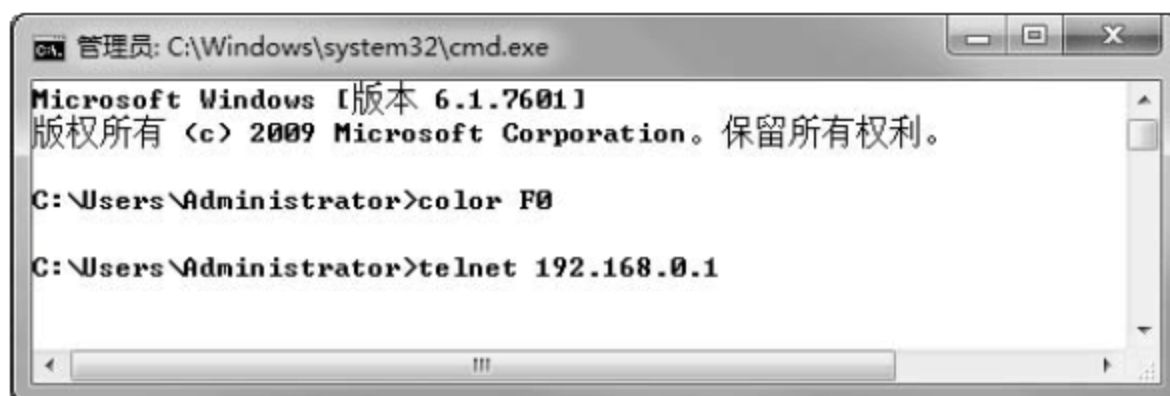 管理员: C:\Windows\system32\cmd.exe
Microsoft Windows [版本 6.1.7601]
版权所有 (c) 2009 Microsoft Corporation。保留所有权利。
C:\Users\Administrator>color F0
C:\Users\Administrator>telnet 192.168.0.1